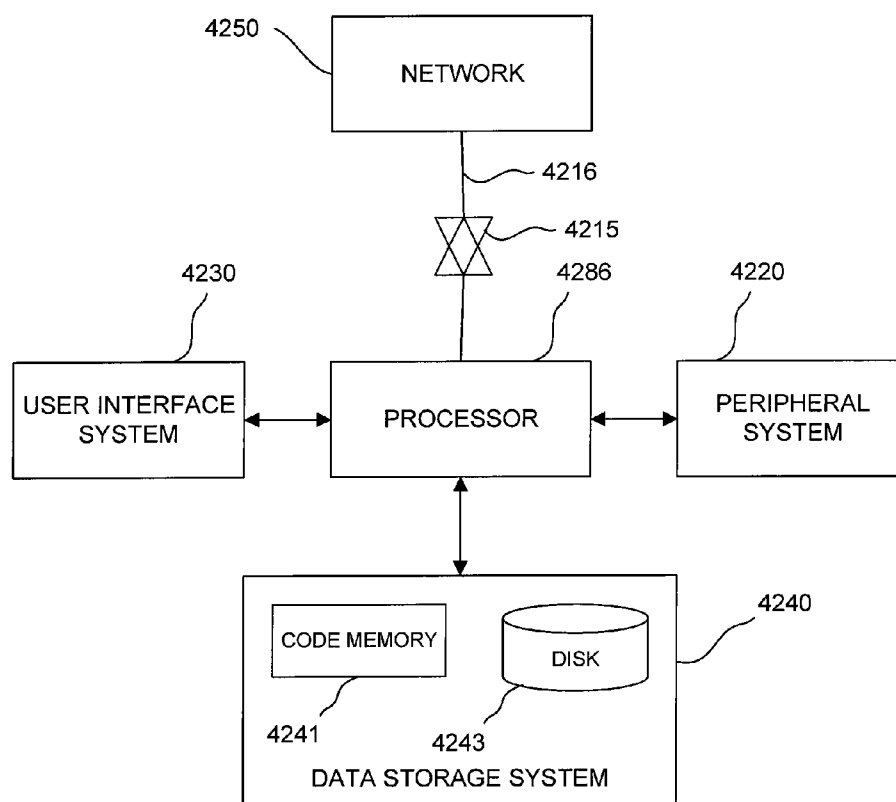 4250
NETWORK
4216
4215
4230
4286
4220
USER INTERFACE
SYSTEM
PROCESSOR
PERIPHERAL
SYSTEM
4240
CODE MEMORY
DISK
4241
4243
DATA STORAGE SYSTEM